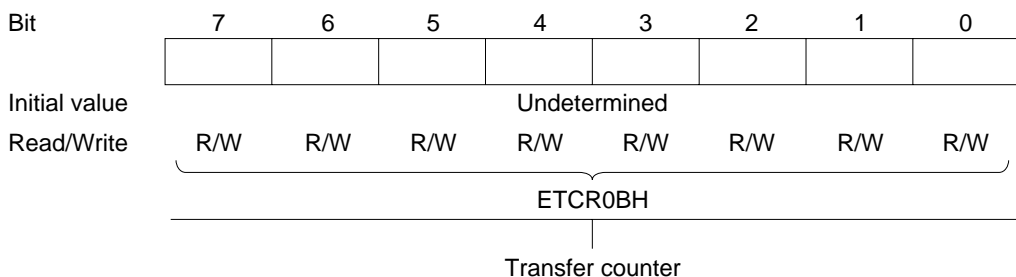 Bit 7 6 5 4 3 2 1 0
Initial value Undetermined
Read/Write R/W R/W R/W R/W R/W R/W R/W R/W
ETCR0BH
Transfer counter